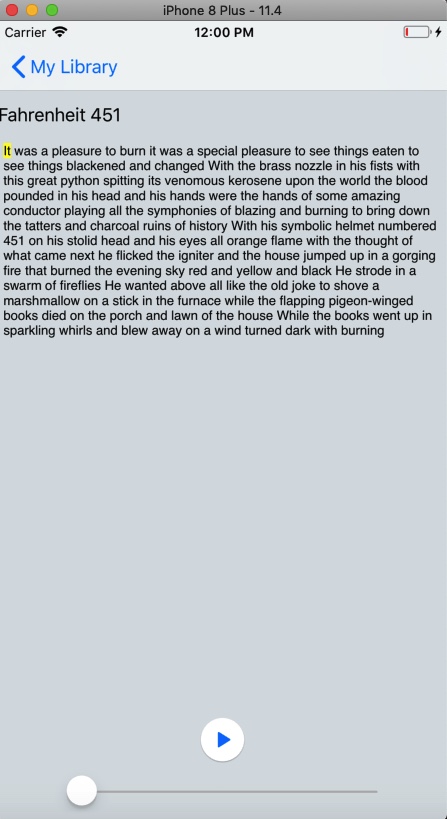 iPhone 8 Plus - 11.4
Carrier 12:00 PM
My Library
Fahrenheit 451
It was a pleasure to burn it was a special pleasure to see things eaten to
see things blackened and changed With the brass nozzle in his fists with
this great python spitting its venomous kerosene upon the world the blood
pounded in his head and his hands were the hands of some amazing
conductor playing all the symphonies of blazing and burning to bring down
the tatters and charcoal ruins of history With his symbolic helmet numbered
451 on his stolid head and his eyes all orange flame with the thought of
what came next he flicked the igniter and the house jumped up in a gorging
fire that burned the evening sky red and yellow and black He strode in a
swarm of fireflies He wanted above all like the old joke to shove a
marshmallow on a stick in the furnace while the flapping pigeon-winged
books died on the porch and lawn of the house While the books went up in
sparkling whirls and blew away on a wind turned dark with burning